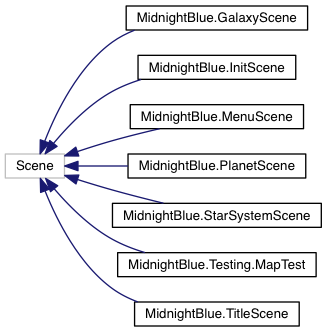 MidnightBlue.GalaxyScene
MidnightBlue.InitScene
MidnightBlue.MenuScene
Scene
MidnightBlue.PlanetScene
MidnightBlue.StarSystemScene
MidnightBlue.Testing.MapTest
MidnightBlue.TitleScene